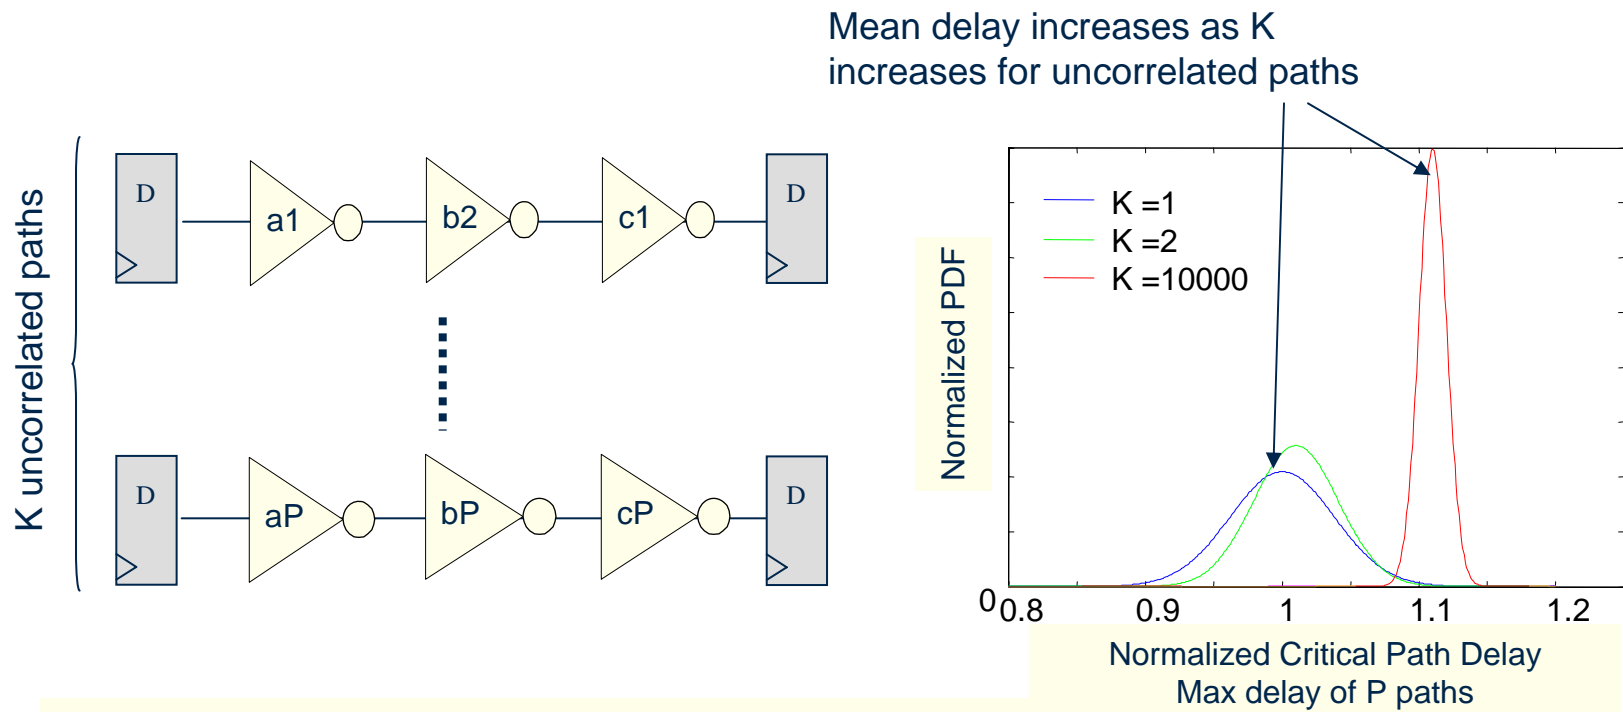 Mean delay increases as K
increases for uncorrelated paths
K uncorrelated paths
D
a1
b2
c1
D
D
aP
bP
cP
D
Normalized PDF
K =1
K =2
K =10000
0
0.8
0.9
1
1.1
1.2
Normalized Critical Path Delay
Max delay of P paths